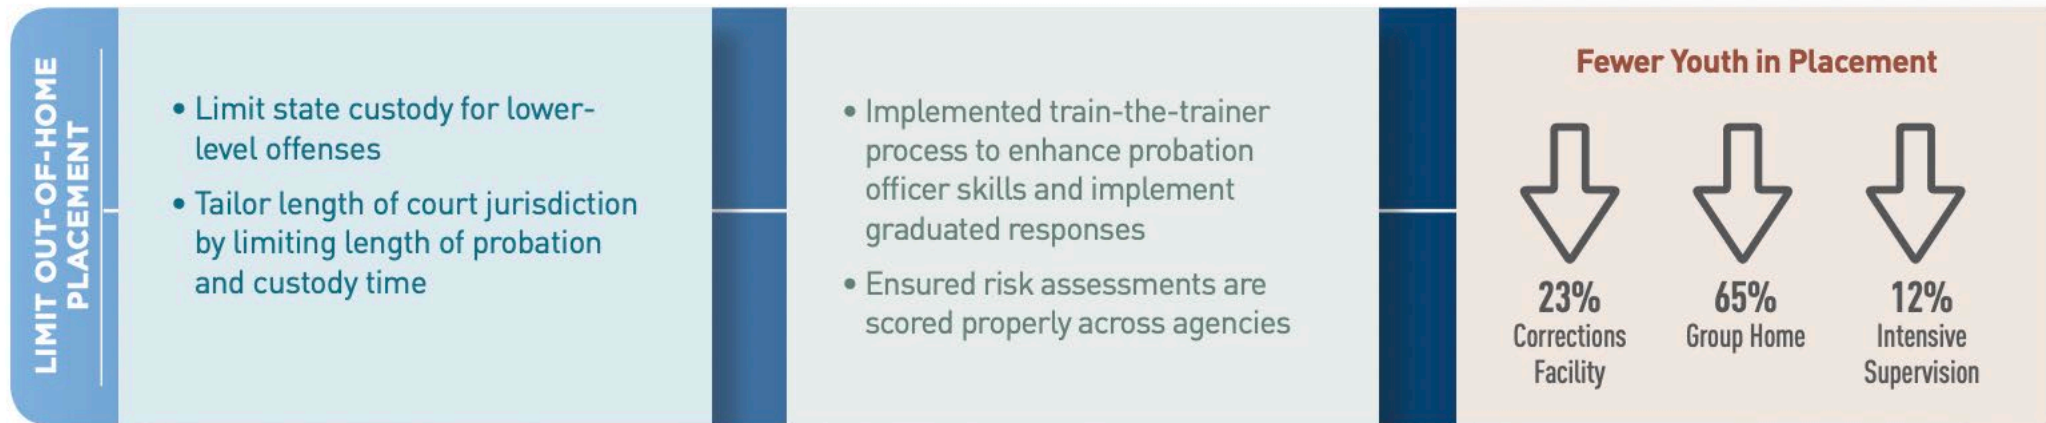 LIMIT OUT-OF-HOME
PLACEMENT
• Limit state custody for lower-
level offenses
• Tailor length of court jurisdiction
by limiting length of probation
and custody time
• Implemented train-the-trainer
process to enhance probation
officer skills and implement
graduated responses
• Ensured risk assessments are
scored properly across agencies
Fewer Youth in Placement
23%
Corrections
Facility
65%
Group Home
12%
Intensive
Supervision